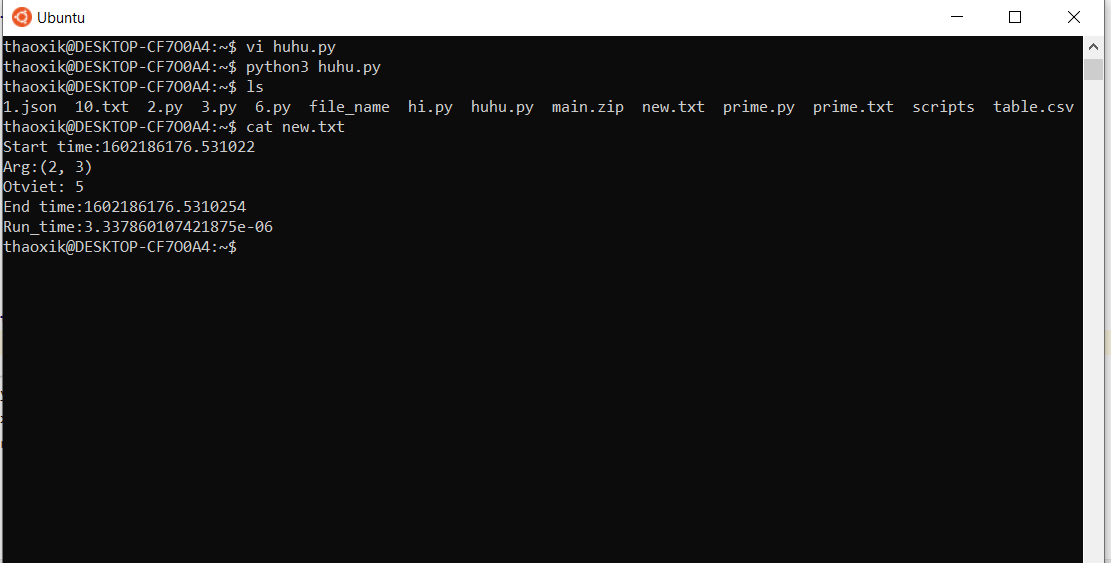 Ubuntu
thaoxik@DESKTOP-CF7O0A4:~$ vi huhu.py
thaoxik@DESKTOP-CF7O0A4:~$ python3 huhu.py
thaoxik@DESKTOP-CF7O0A4:~$ ls
1.json  10.txt  2.py  3.py  6.py  file_name  hi.py  huhu.py  main.zip  new.txt  prime.py  prime.txt  scripts  table.csv
thaoxik@DESKTOP-CF7O0A4:~$ cat new.txt
Start time:1602186176.531022
Arg:(2, 3)
Otviet: 5
End time:1602186176.5310254
Run_time:3.337860107421875e-06
thaoxik@DESKTOP-CF7O0A4:~$